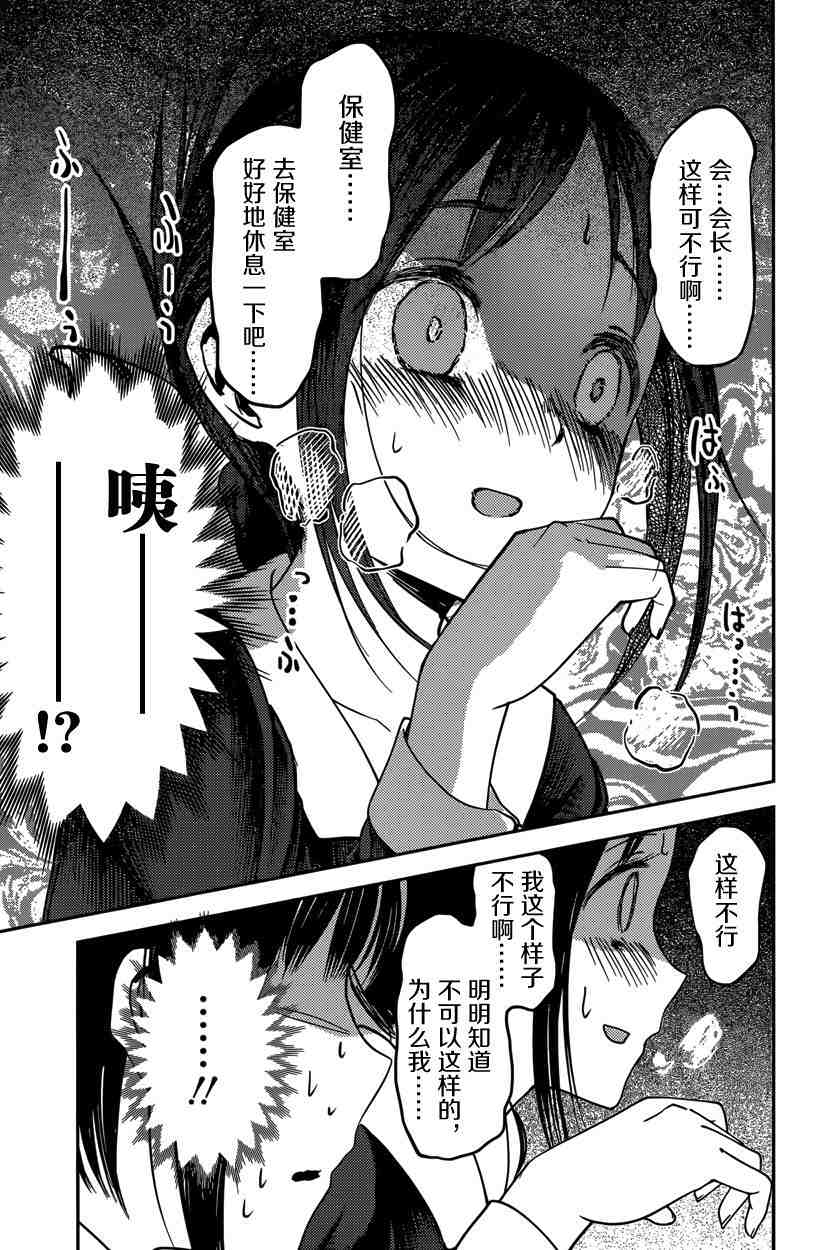 会…会长……
这样可不行啊……
保健室……
去保健室
好好地休息一下吧……
ふーーぅ
ふーぅ
はぁ
はっ……っ
っ……ふ
咦——
——!?
这样不行
我这个样子
不行啊……
明明知道
不可以这样的，
为什么我……
……!!